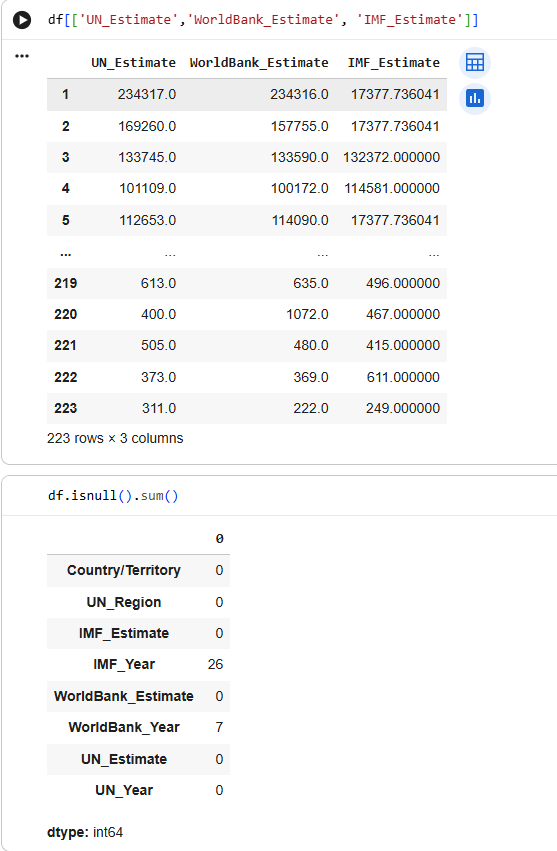 df[['UN_Estimate','WorldBank_Estimate', 'IMF_Estimate']]
UN_Estimate WorldBank_Estimate IMF_Estimate
1 234317.0 234316.0 17377.736041
2 169260.0 157755.0 17377.736041
3 133745.0 133590.0 132372.000000
4 101109.0 100172.0 114581.000000
5 112653.0 114090.0 17377.736041
... ... ... ...
219 613.0 635.0 496.000000
220 400.0 1072.0 467.000000
221 505.0 480.0 415.000000
222 373.0 369.0 611.000000
223 311.0 222.0 249.000000
223 rows × 3 columns
df.isnull().sum()
0
Country/Territory 0
UN_Region 0
IMF_Estimate 0
IMF_Year 26
WorldBank_Estimate 0
WorldBank_Year 7
UN_Estimate 0
UN_Year 0
dtype: int64